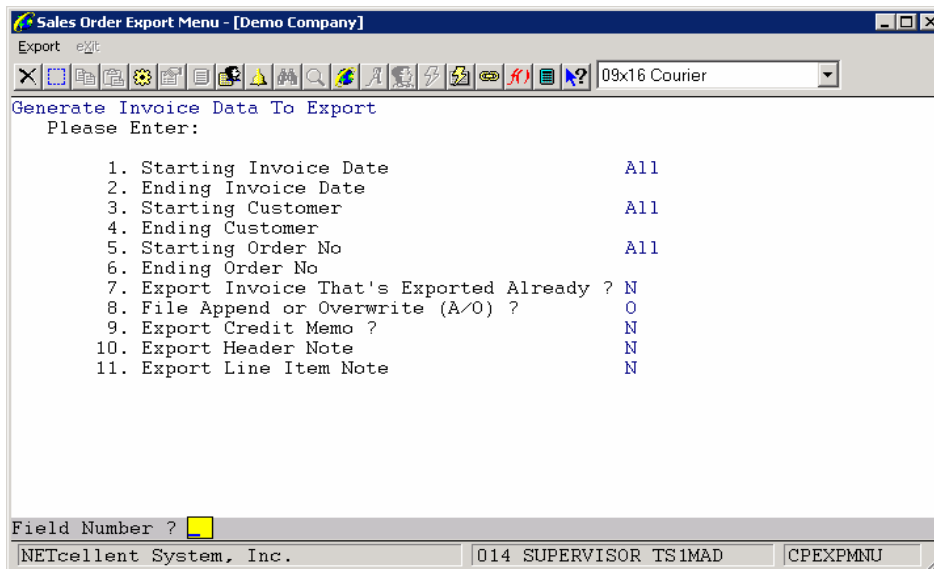 Sales Order Export Menu - [Demo Company]
Export eXit
09x16 Courier
Generate Invoice Data To Export
Please Enter:
1. Starting Invoice Date All
2. Ending Invoice Date
3. Starting Customer All
4. Ending Customer
5. Starting Order No All
6. Ending Order No
7. Export Invoice That's Exported Already ? N
8. File Append or Overwrite (A/O) ? O
9. Export Credit Memo ? N
10. Export Header Note N
11. Export Line Item Note N
Field Number ?
NETcellent System, Inc. 014 SUPERVISOR TS1MAD CPEXPMNU